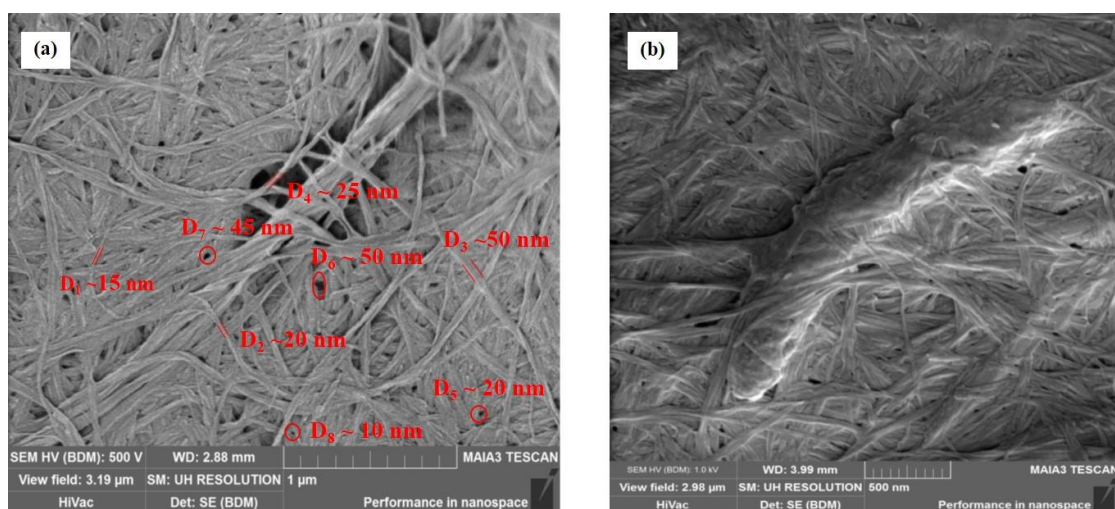 (a)
D4 ~ 25 nm
D7 ~ 45 nm
D3 ~50 nm
D6 ~ 50 nm
D1 ~15 nm
D2 ~20 nm
D5 ~ 20 nm
D8 ~ 10 nm
SEM HV (BDM): 500 V WD: 2.88 mm MAIA3 TESCAN
View field: 3.19 µm SM: UH RESOLUTION 1 µm
HiVac Det: SE (BDM) Performance in nanospace
(b)
SEM HV (BDM): 1.0 kV WD: 3.99 mm MAIA3 TESCAN
View field: 2.98 µm SM: UH RESOLUTION 500 nm
HiVac Det: SE (BDM) Performance in nanospace